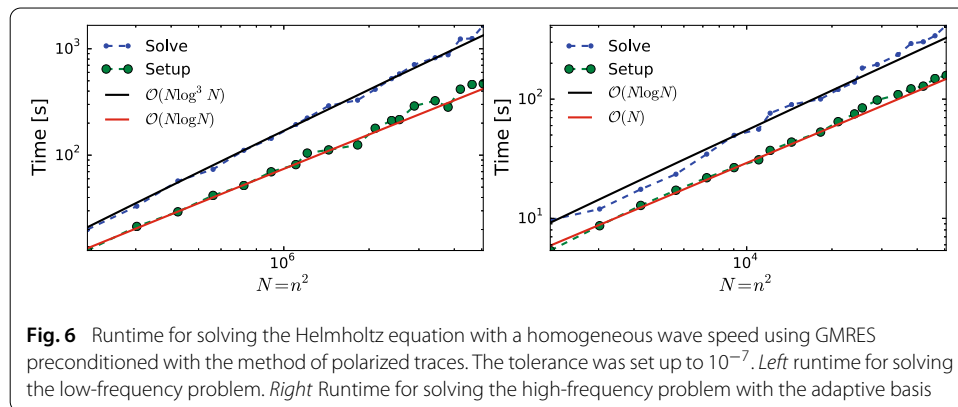 Solve
Setup
O(Nlog³ N)
O(NlogN)
10³
10²
Time [s]
10⁶
N=n²
Solve
Setup
O(NlogN)
O(N)
10²
10¹
Time [s]
10⁴
N=n²
Fig. 6 Runtime for solving the Helmholtz equation with a homogeneous wave speed using GMRES
preconditioned with the method of polarized traces. The tolerance was set up to 10⁻⁷. Left runtime for solving
the low-frequency problem. Right Runtime for solving the high-frequency problem with the adaptive basis